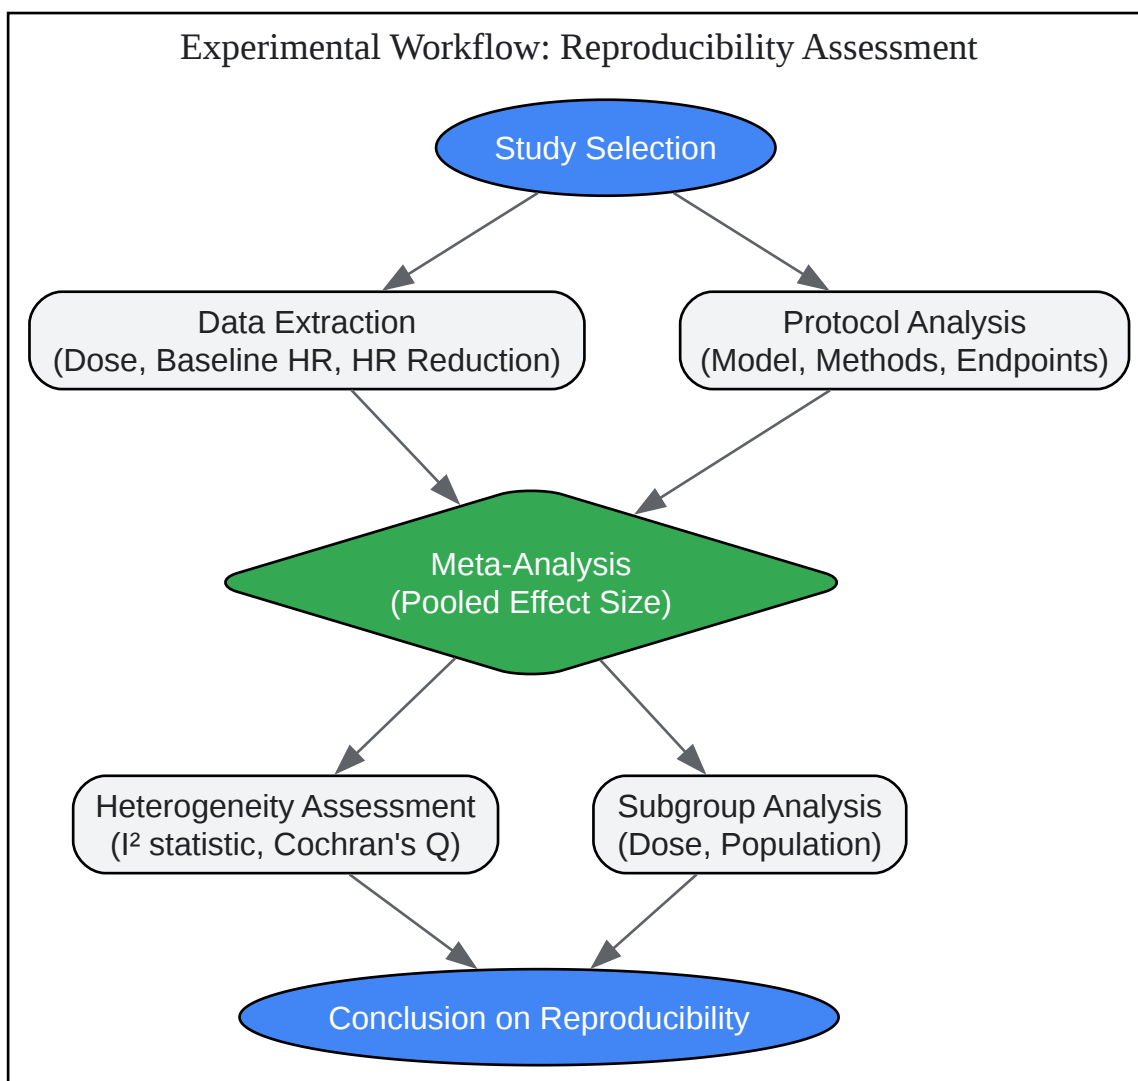 Experimental Workflow: Reproducibility Assessment
Study Selection
Data Extraction
(Dose, Baseline HR, HR Reduction)
Protocol Analysis
(Model, Methods, Endpoints)
Meta-Analysis
(Pooled Effect Size)
Heterogeneity Assessment
(I² statistic, Cochran's Q)
Subgroup Analysis
(Dose, Population)
Conclusion on Reproducibility